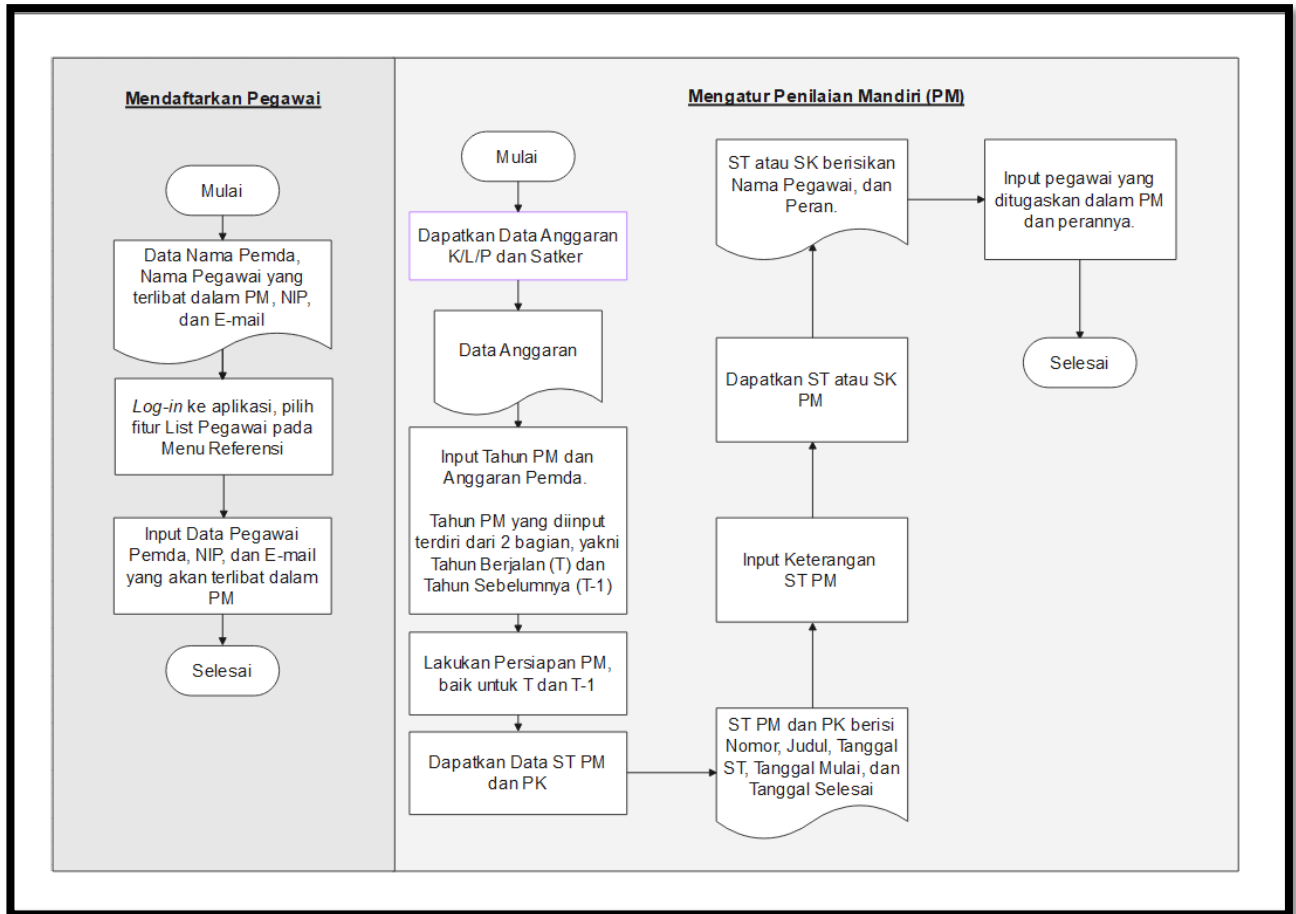 Mendaftarkan Pegawai
Mulai
Data Nama Pemda,
Nama Pegawai yang
terlibat dalam PM, NIP,
dan E-mail
Log-in ke aplikasi, pilih
fitur List Pegawai pada
Menu Referensi
Input Data Pegawai
Pemda, NIP, dan E-mail
yang akan terlibat dalam
PM
Selesai
Mengatur Penilaian Mandiri (PM)
Mulai
Dapatkan Data Anggaran
K/L/P dan Satker
Data Anggaran
Input Tahun PM dan
Anggaran Pemda.
Tahun PM yang diinput
terdiri dari 2 bagian, yakni
Tahun Berjalan (T) dan
Tahun Sebelumnya (T-1)
Lakukan Persiapan PM,
baik untuk T dan T-1
Dapatkan Data ST PM
dan PK
ST PM dan PK berisi
Nomor, Judul, Tanggal
ST, Tanggal Mulai, dan
Tanggal Selesai
Input Keterangan
ST PM
Dapatkan ST atau SK
PM
ST atau SK berisikan
Nama Pegawai, dan
Peran.
Input pegawai yang
ditugaskan dalam PM
dan perannya.
Selesai